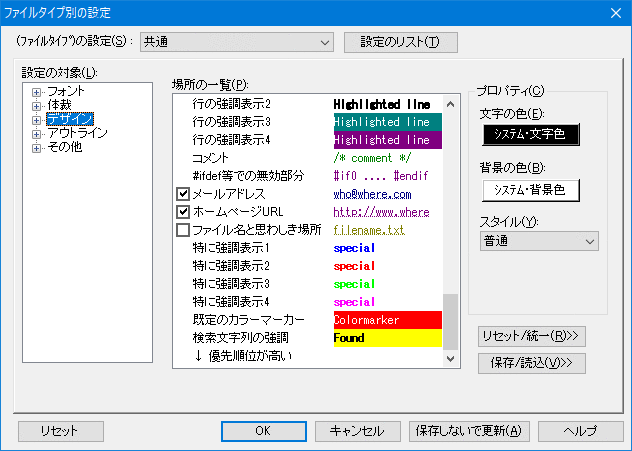 ファイルタイプ別の設定
(ファイルタイプ)の設定(S)：
共通
設定のリスト(T)
設定の対象(L):
フォント
体裁
デザイン
アウトライン
その他
場所の一覧(P):
行の強調表示2 Highlighted line
行の強調表示3 Highlighted line
行の強調表示4 Highlighted line
コメント /* comment */
#ifdef等での無効部分 #if0 .... #endif
メールアドレス who@where.com
ホームページURL http://www.where
ファイル名と思わしき場所 filename.txt
特に強調表示1 special
特に強調表示2 special
特に強調表示3 special
特に強調表示4 special
既定のカラーマーカー Colormarker
検索文字列の強調 Found
↓ 優先順位が高い
プロパティ(C)
文字の色(E):
システム・文字色
背景の色(B):
システム・背景色
スタイル(Y):
普通
リセット/統一(R)>>
保存/読込(V)>>
リセット
OK
キャンセル
保存しないで更新(A)
ヘルプ